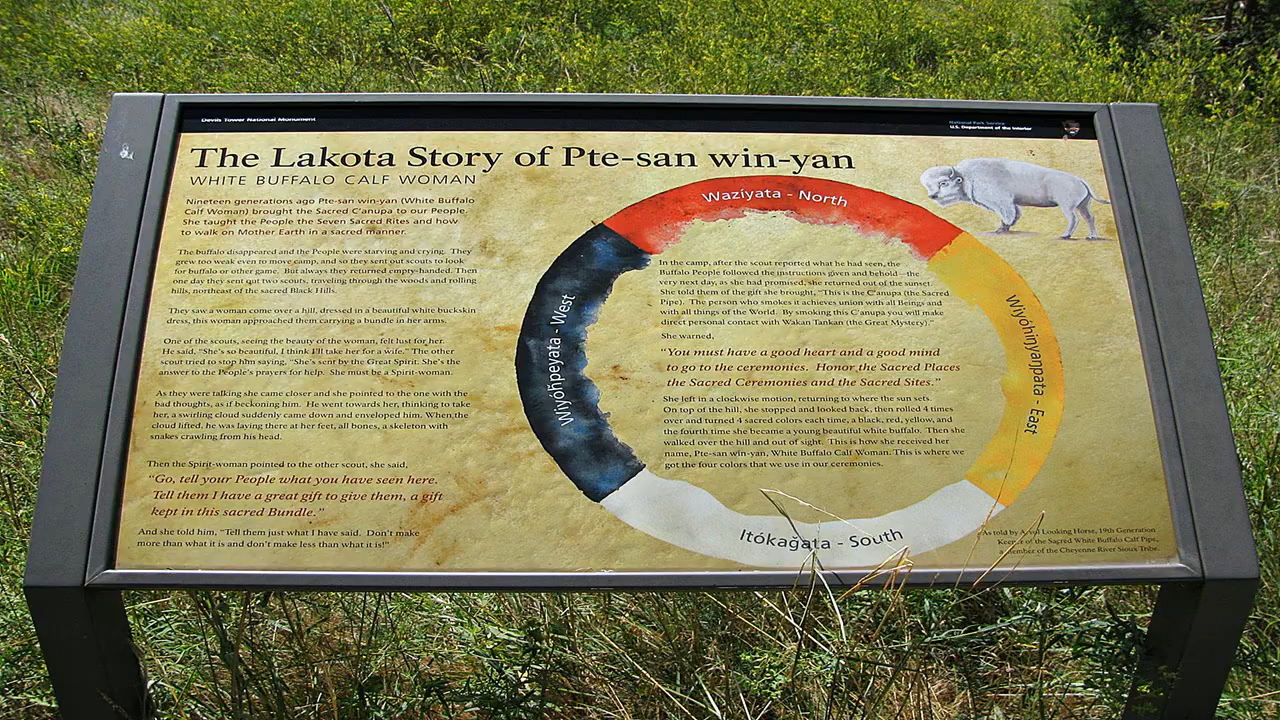 Devils Tower National Monument
National Park Service
U.S. Department of the Interior
The Lakota Story of Pte-san win-yan
WHITE BUFFALO CALF WOMAN
Nineteen generations ago Pte-san win-yan (White Buffalo
Calf Woman) brought the Sacred C'anupa to our People.
She taught the People the Seven Sacred Rites and how
to walk on Mother Earth in a sacred manner.
The buffalo disappeared and the People were starving and crying. They
grew too weak even to move camp, and so they sent out scouts to look
for buffalo or other game. But always they returned empty-handed. Then
one day they sent out two scouts, traveling through the woods and rolling
hills, northeast of the sacred Black Hills.
They saw a woman come over a hill, dressed in a beautiful white buckskin
dress, this woman approached them carrying a bundle in her arms.
One of the scouts, seeing the beauty of the woman, felt lust for her.
He said, "She's so beautiful, I think I'll take her for a wife." The other
scout tried to stop him saying, "She's sent by the Great Spirit. She's the
answer to the People's prayers for help. She must be a Spirit-woman.
As they were talking she came closer and she pointed to the one with the
bad thoughts, as if beckoning him. He went towards her, thinking to take
her, a swirling cloud suddenly came down and enveloped him. When the
cloud lifted, he was laying there at her feet, all bones, a skeleton with
snakes crawling from his head.
Then the Spirit-woman pointed to the other scout, she said,
"Go, tell your People what you have seen here.
Tell them I have a great gift to give them, a gift
kept in this sacred Bundle."
And she told him, "Tell them just what I have said. Don't make
more than what it is and don't make less than what it is!"
Wazíyata - North
Wiyóȟpeyata - West
Wiyóhinyanpata - East
Itókaǧata - South
In the camp, after the scout reported what he had seen, the
Buffalo People followed the instructions given and behold—the
very next day, as she had promised, she returned out of the sunset.
She told them of the gift she brought, "This is the C'anupa (the Sacred
Pipe). The person who smokes it achieves union with all Beings and
with all things of the World. By smoking this C'anupa you will make
direct personal contact with Wakan Tankan (the Great Mystery)."
She warned,
"You must have a good heart and a good mind
to go to the ceremonies. Honor the Sacred Places
the Sacred Ceremonies and the Sacred Sites."
She left in a clockwise motion, returning to where the sun sets.
On top of the hill, she stopped and looked back, then rolled 4 times
over and turned 4 sacred colors each time, a black, red, yellow, and
the fourth time she became a young beautiful white buffalo. Then she
walked over the hill and out of sight. This is how she received her
name, Pte-san win-yan, White Buffalo Calf Woman. This is where we
got the four colors that we use in our ceremonies.
As told by Arvol Looking Horse, 19th Generation
Keeper of the Sacred White Buffalo Calf Pipe,
a member of the Cheyenne River Sioux Tribe.